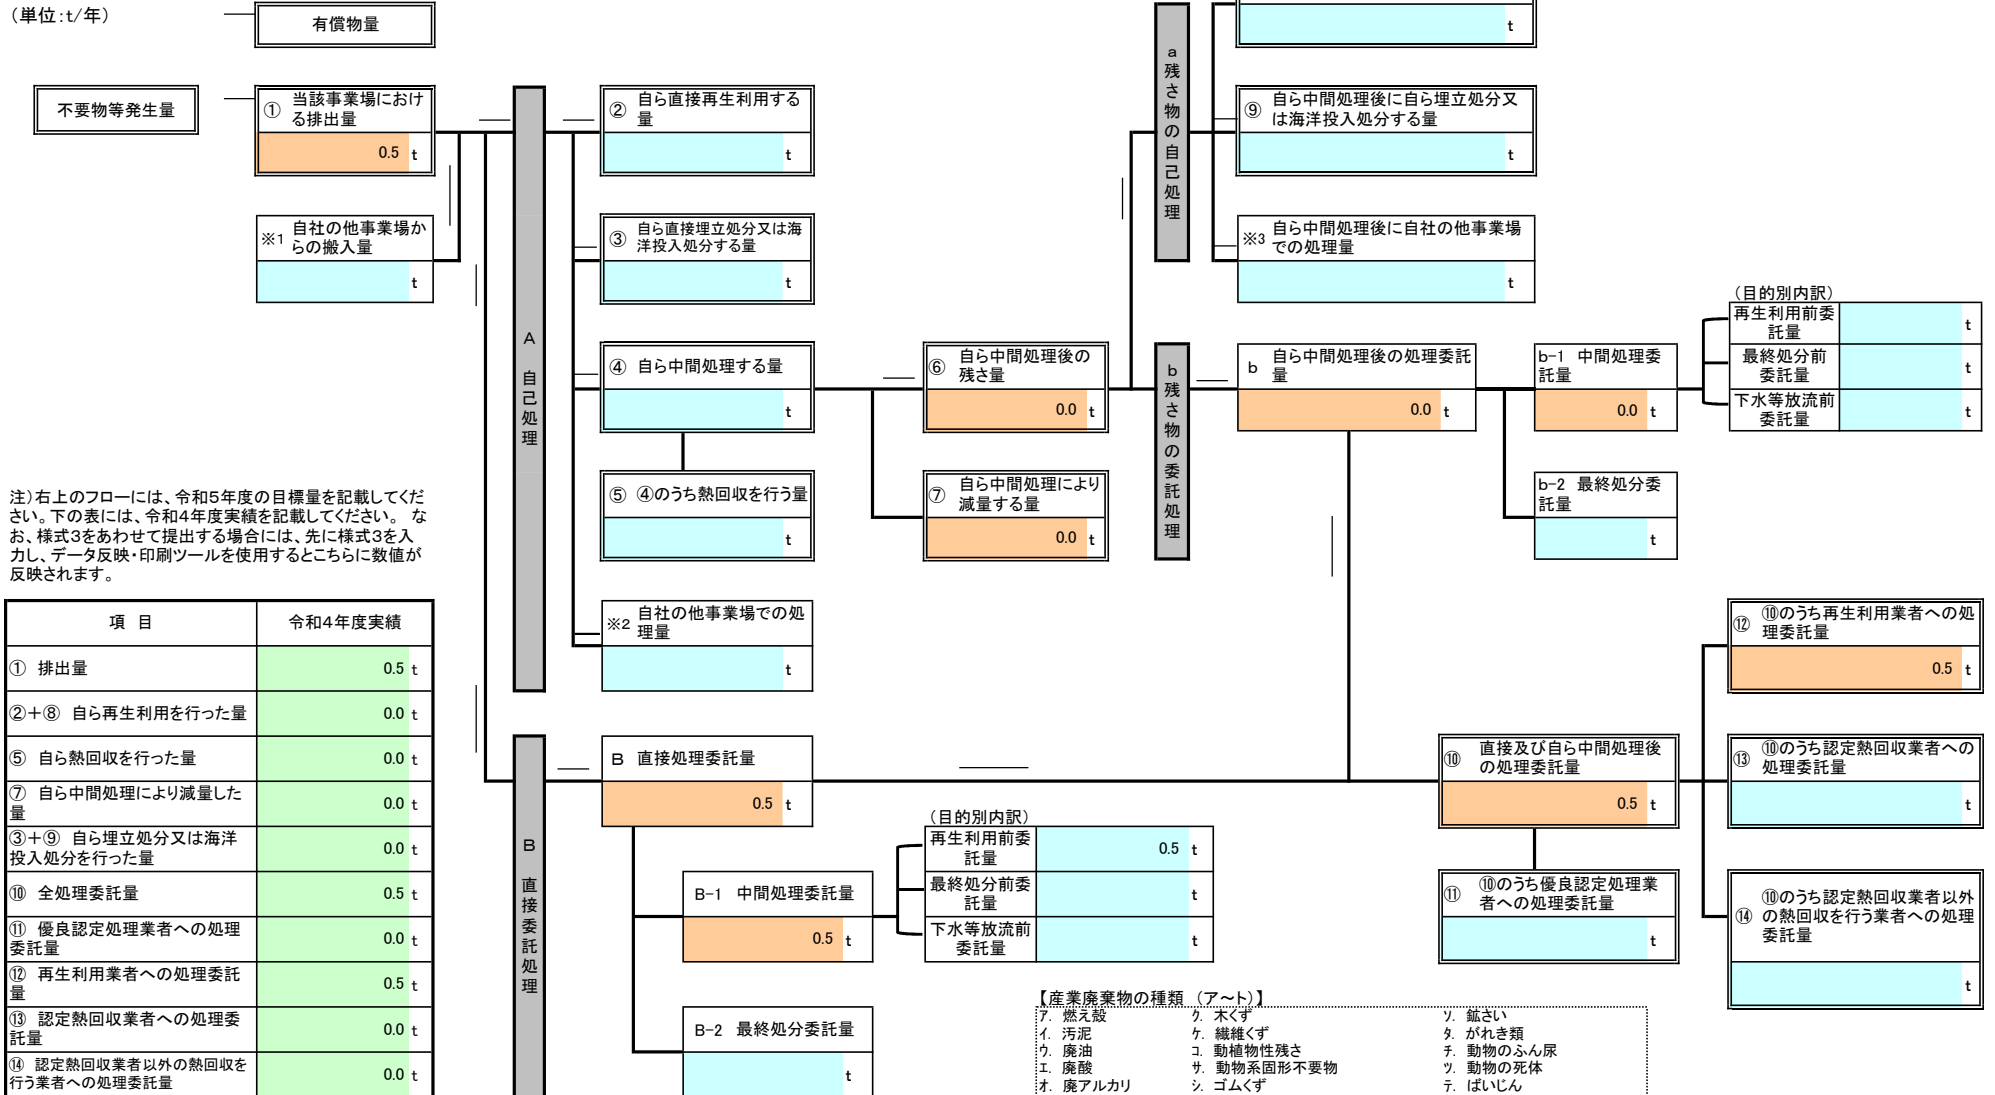 (単位:t/年)
有償物量
不要物等発生量
① 当該事業場におけ
る排出量
0.5 t
※1 自社の他事業場か
らの搬入量
t
A 自己処理
② 自ら直接再生利用する
量
t
③ 自ら直接埋立処分又は海
洋投入処分する量
t
④ 自ら中間処理する量
t
⑤ ④のうち熱回収を行う量
t
※2 自社の他事業場での処
理量
t
⑥ 自ら中間処理後の
残さ量
0.0 t
⑦ 自ら中間処理により
減量する量
0.0 t
a 残さ物の自己処理
t
⑨ 自ら中間処理後に自ら埋立処分又
は海洋投入処分する量
t
※3 自ら中間処理後に自社の他事業場
での処理量
t
b 残さ物の委託処理
b 自ら中間処理後の処理委託
量
0.0 t
b-1 中間処理委
託量
0.0 t
b-2 最終処分委
託量
t
(目的別内訳)
再生利用前委
託量
t
最終処分前
委託量
t
下水等放流前
委託量
t
注)右上のフローには、令和5年度の目標量を記載してくだ
さい。下の表には、令和4年度実績を記載してください。 な
お、様式3をあわせて提出する場合には、先に様式3を入
力し、データ反映・印刷ツールを使用するとこちらに数値が
反映されます。
項 目 令和4年度実績
① 排出量 0.5 t
②+⑧ 自ら再生利用を行った量 0.0 t
⑤ 自ら熱回収を行った量 0.0 t
⑦ 自ら中間処理により減量した
量 0.0 t
③+⑨ 自ら埋立処分又は海洋
投入処分を行った量 0.0 t
⑩ 全処理委託量 0.5 t
⑪ 優良認定処理業者への処理
委託量 0.0 t
⑫ 再生利用業者への処理委託
量 0.5 t
⑬ 認定熱回収業者への処理委
託量 0.0 t
⑭ 認定熱回収業者以外の熱回収を
行う業者への処理委託量 0.0 t
B 直接委託処理
B 直接処理委託量
0.5 t
B-1 中間処理委託量
0.5 t
B-2 最終処分委託量
t
(目的別内訳)
再生利用前委
託量
0.5 t
最終処分前委
託量
t
下水等放流前
委託量
t
⑩ 直接及び自ら中間処理後
の処理委託量
0.5 t
⑪ ⑩のうち優良認定処理業
者への処理委託量
t
⑫ ⑩のうち再生利用業者への処
理委託量
0.5 t
⑬ ⑩のうち認定熱回収業者への
処理委託量
t
⑭ ⑩のうち認定熱回収業者以外
の熱回収を行う業者への処理
委託量
t
【産業廃棄物の種類 (ア~ト)】
ア. 燃え殻 ク. 木くず ソ. 鉱さい
イ. 汚泥 ケ. 繊維くず タ. がれき類
ウ. 廃油 コ. 動植物性残さ チ. 動物のふん尿
エ. 廃酸 サ. 動物系固形不要物 ツ. 動物の死体
オ. 廃アルカリ シ. ゴムくず テ. ばいじん